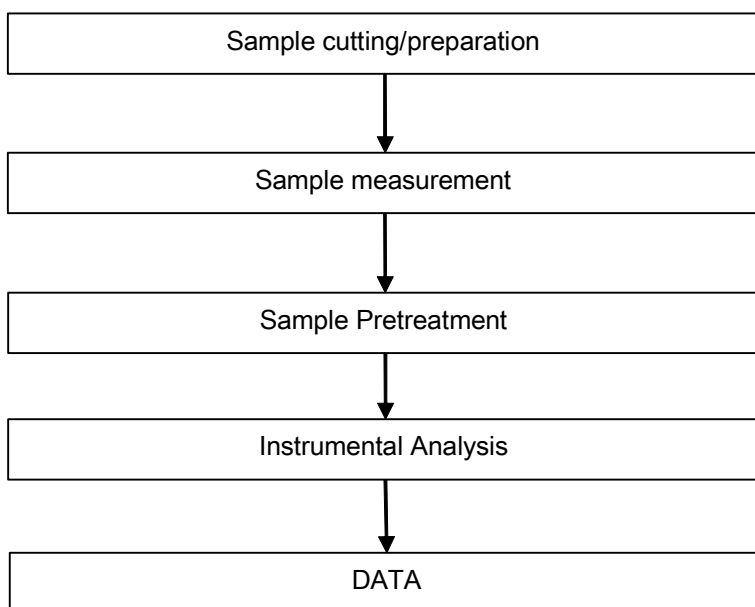 Sample cutting/preparation
Sample measurement
Sample Pretreatment
Instrumental Analysis
DATA